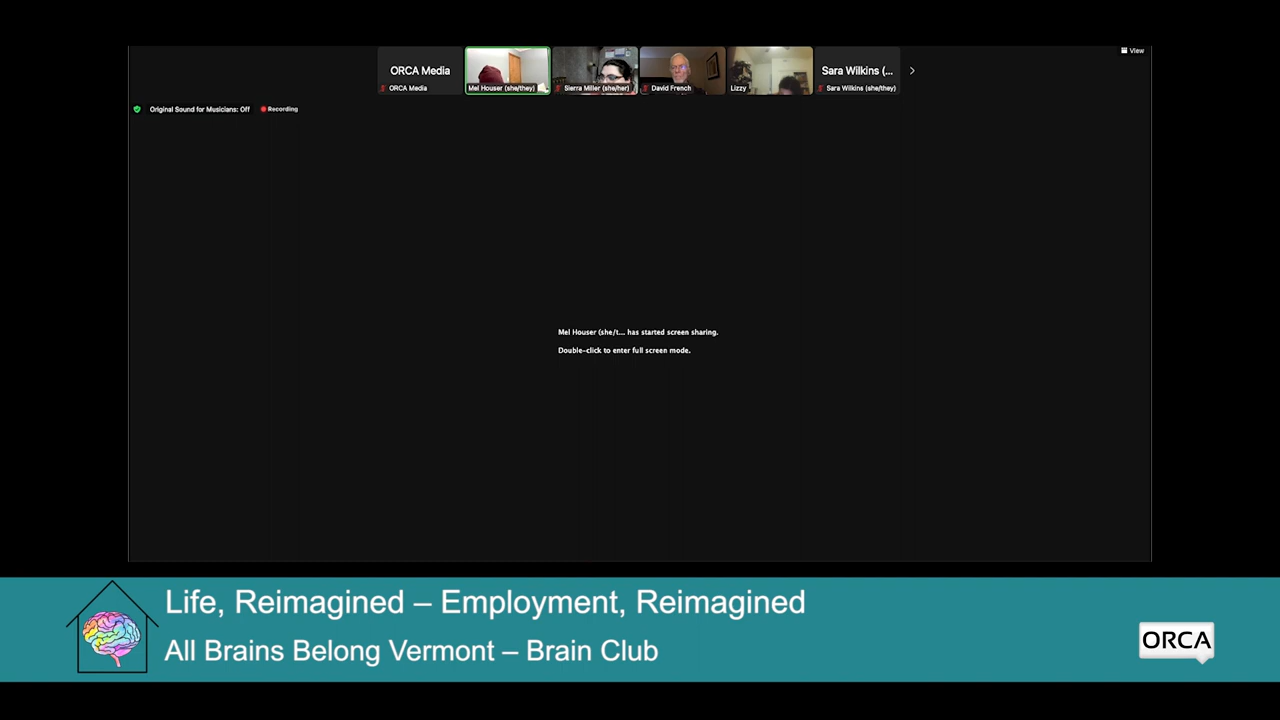 View
ORCA Media
Sara Wilkins (...
ORCA Media
Mel Houser (she/they)
Sierra Miller (she/her)
David French
Lizzy
Sara Wilkins (she/they)
Original Sound for Musicians: Off
Recording
Mel Houser (she/t... has started screen sharing.
Double-click to enter full screen mode.
Life, Reimagined – Employment, Reimagined
All Brains Belong Vermont – Brain Club
ORCA